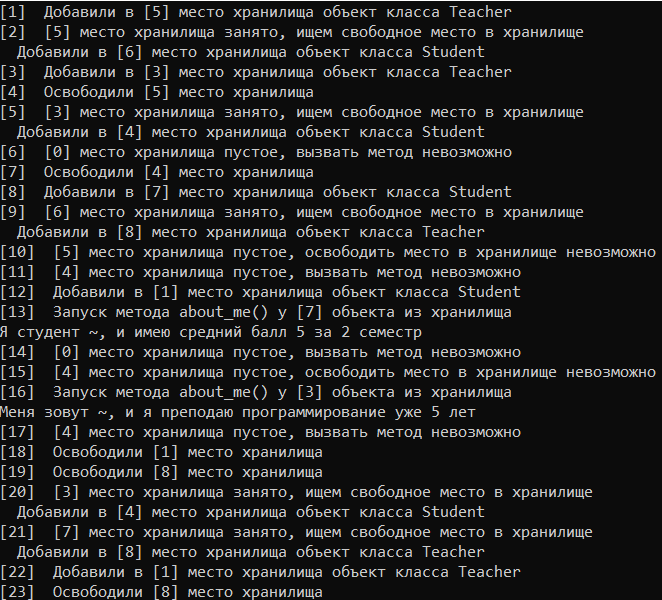 [1]  Добавили в [5] место хранилища объект класса Teacher
[2]  [5] место хранилища занято, ищем свободное место в хранилище
  Добавили в [6] место хранилища объект класса Student
[3]  Добавили в [3] место хранилища объект класса Teacher
[4]  Освободили [5] место хранилища
[5]  [3] место хранилища занято, ищем свободное место в хранилище
  Добавили в [4] место хранилища объект класса Student
[6]  [0] место хранилища пустое, вызвать метод невозможно
[7]  Освободили [4] место хранилища
[8]  Добавили в [7] место хранилища объект класса Student
[9]  [6] место хранилища занято, ищем свободное место в хранилище
  Добавили в [8] место хранилища объект класса Teacher
[10]  [5] место хранилища пустое, освободить место в хранилище невозможно
[11]  [4] место хранилища пустое, вызвать метод невозможно
[12]  Добавили в [1] место хранилища объект класса Student
[13]  Запуск метода about_me() у [7] объекта из хранилища
Я студент ~, и имею средний балл 5 за 2 семестр
[14]  [0] место хранилища пустое, вызвать метод невозможно
[15]  [4] место хранилища пустое, освободить место в хранилище невозможно
[16]  Запуск метода about_me() у [3] объекта из хранилища
Меня зовут ~, и я преподаю программирование уже 5 лет
[17]  [4] место хранилища пустое, вызвать метод невозможно
[18]  Освободили [1] место хранилища
[19]  Освободили [8] место хранилища
[20]  [3] место хранилища занято, ищем свободное место в хранилище
  Добавили в [4] место хранилища объект класса Student
[21]  [7] место хранилища занято, ищем свободное место в хранилище
  Добавили в [8] место хранилища объект класса Teacher
[22]  Добавили в [1] место хранилища объект класса Teacher
[23]  Освободили [8] место хранилища